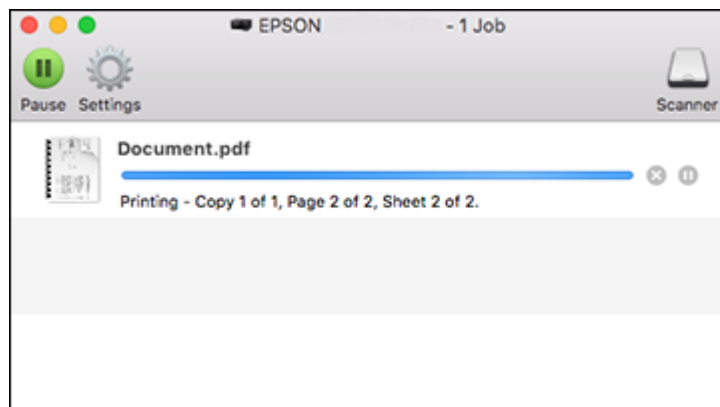 EPSON - 1 Job
Pause Settings Scanner
Document.pdf
Printing - Copy 1 of 1, Page 2 of 2, Sheet 2 of 2.